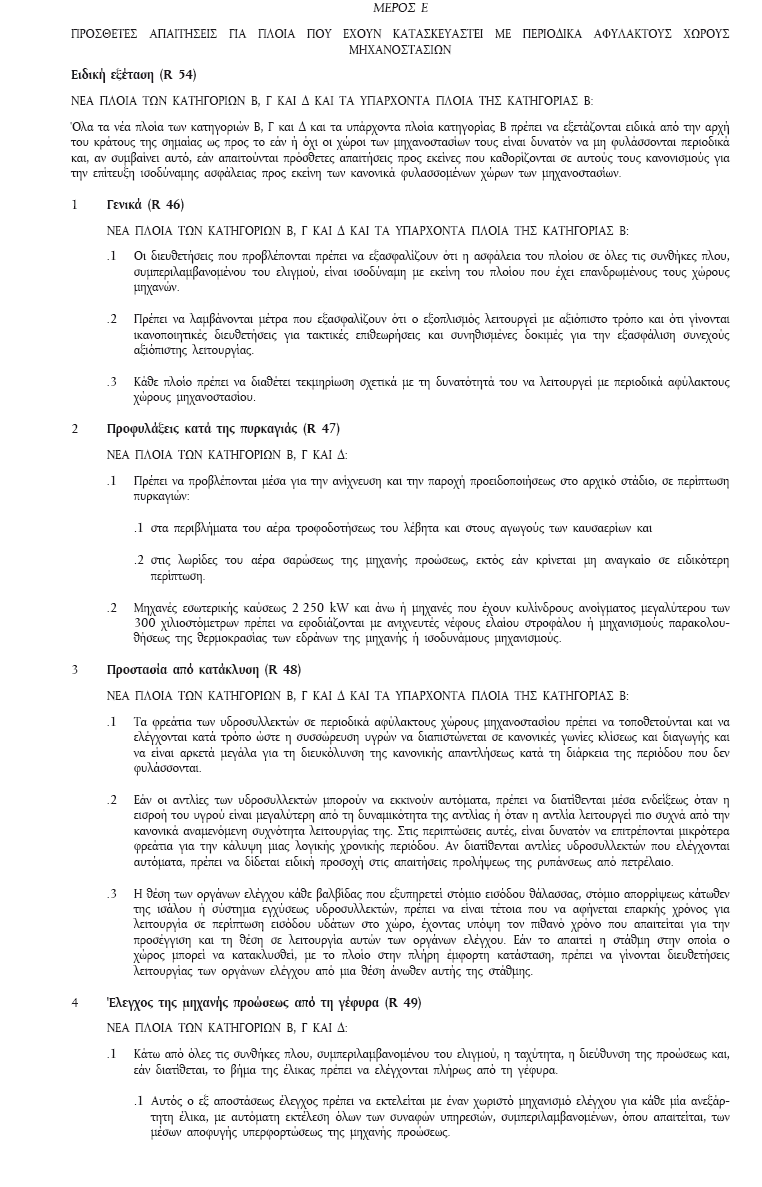 ΜΕΡΟΣ Ε
ΠΡΟΣΘΕΤΕΣ ΑΠΑΙΤΗΣΕΙΣ ΓΙΑ ΠΛΟΙΑ ΠΟΥ ΕΧΟΥΝ ΚΑΤΑΣΚΕΥΑΣΤΕΙ ΜΕ ΠΕΡΙΟΔΙΚΑ ΑΦΥΛΑΚΤΟΥΣ ΧΩΡΟΥΣ
ΜΗΧΑΝΟΣΤΑΣΙΩΝ
Ειδική εξέταση (R 54)
ΝΕΑ ΠΛΟΙΑ ΤΩΝ ΚΑΤΗΓΟΡΙΩΝ Β, Γ ΚΑΙ Δ ΚΑΙ ΤΑ ΥΠΑΡΧΟΝΤΑ ΠΛΟΙΑ ΤΗΣ ΚΑΤΗΓΟΡΙΑΣ Β:
Όλα τα νέα πλοία των κατηγοριών Β, Γ και Δ και τα υπάρχοντα πλοία κατηγορίας Β πρέπει να εξετάζονται ειδικά από την αρχή
του κράτους της σημαίας ως προς το εάν ή όχι οι χώροι των μηχανοστασίων τους είναι δυνατόν να μη φυλάσσονται περιοδικά
και, αν συμβαίνει αυτό, εάν απαιτούνται πρόσθετες απαιτήσεις προς εκείνες που καθορίζονται σε αυτούς τους κανονισμούς για
την επίτευξη ισοδύναμης ασφάλειας προς εκείνη των κανονικά φυλασσομένων χώρων των μηχανοστασίων.
1 Γενικά (R 46)
ΝΕΑ ΠΛΟΙΑ ΤΩΝ ΚΑΤΗΓΟΡΙΩΝ Β, Γ ΚΑΙ Δ ΚΑΙ ΤΑ ΥΠΑΡΧΟΝΤΑ ΠΛΟΙΑ ΤΗΣ ΚΑΤΗΓΟΡΙΑΣ Β:
.1 Οι διευθετήσεις που προβλέπονται πρέπει να εξασφαλίζουν ότι η ασφάλεια του πλοίου σε όλες τις συνθήκες πλου,
συμπεριλαμβανομένου του ελιγμού, είναι ισοδύναμη με εκείνη του πλοίου που έχει επανδρωμένους τους χώρους
μηχανών.
.2 Πρέπει να λαμβάνονται μέτρα που εξασφαλίζουν ότι ο εξοπλισμός λειτουργεί με αξιόπιστο τρόπο και ότι γίνονται
ικανοποιητικές διευθετήσεις για τακτικές επιθεωρήσεις και συνηθισμένες δοκιμές για την εξασφάλιση συνεχούς
αξιόπιστης λειτουργίας.
.3 Κάθε πλοίο πρέπει να διαθέτει τεκμηρίωση σχετικά με τη δυνατότητά του να λειτουργεί με περιοδικά αφύλακτους
χώρους μηχανοστασίου.
2 Προφυλάξεις κατά της πυρκαγιάς (R 47)
ΝΕΑ ΠΛΟΙΑ ΤΩΝ ΚΑΤΗΓΟΡΙΩΝ Β, Γ ΚΑΙ Δ:
.1 Πρέπει να προβλέπονται μέσα για την ανίχνευση και την παροχή προειδοποιήσεως στο αρχικό στάδιο, σε περίπτωση
πυρκαγιών:
.1 στα περιβλήματα του αέρα τροφοδοτήσεως του λέβητα και στους αγωγούς των καυσαερίων και
.2 στις λωρίδες του αέρα σαρώσεως της μηχανής προώσεως, εκτός εάν κρίνεται μη αναγκαίο σε ειδικότερη
περίπτωση.
.2 Μηχανές εσωτερικής καύσεως 2 250 kW και άνω ή μηχανές που έχουν κυλίνδρους ανοίγματος μεγαλύτερου των
300 χιλιοστόμετρων πρέπει να εφοδιάζονται με ανιχνευτές νέφους ελαίου στροφάλου ή μηχανισμούς παρακολου-
θήσεως της θερμοκρασίας των εδράνων της μηχανής ή ισοδυνάμους μηχανισμούς.
3 Προστασία από κατάκλυση (R 48)
ΝΕΑ ΠΛΟΙΑ ΤΩΝ ΚΑΤΗΓΟΡΙΩΝ Β, Γ ΚΑΙ Δ ΚΑΙ ΤΑ ΥΠΑΡΧΟΝΤΑ ΠΛΟΙΑ ΤΗΣ ΚΑΤΗΓΟΡΙΑΣ Β:
.1 Τα φρεάτια των υδροσυλλεκτών σε περιοδικά αφύλακτους χώρους μηχανοστασίου πρέπει να τοποθετούνται και να
ελέγχονται κατά τρόπο ώστε η συσσώρευση υγρών να διαπιστώνεται σε κανονικές γωνίες κλίσεως και διαγωγής και
να είναι αρκετά μεγάλα για τη διευκόλυνση της κανονικής απαντλήσεως κατά τη διάρκεια της περιόδου που δεν
φυλάσσονται.
.2 Εάν οι αντλίες των υδροσυλλεκτών μπορούν να εκκινούν αυτόματα, πρέπει να διατίθενται μέσα ενδείξεως όταν η
εισροή του υγρού είναι μεγαλύτερη από τη δυναμικότητα της αντλίας ή όταν η αντλία λειτουργεί πιο συχνά από την
κανονικά αναμενόμενη συχνότητα λειτουργίας της. Στις περιπτώσεις αυτές, είναι δυνατόν να επιτρέπονται μικρότερα
φρεάτια για την κάλυψη μιας λογικής χρονικής περιόδου. Αν διατίθενται αντλίες υδροσυλλεκτών που ελέγχονται
αυτόματα, πρέπει να δίδεται ειδική προσοχή στις απαιτήσεις προλήψεως της ρυπάνσεως από πετρέλαιο.
.3 Η θέση των οργάνων ελέγχου κάθε βαλβίδας που εξυπηρετεί στόμιο εισόδου θάλασσας, στόμιο απορρίψεως κάτωθεν
της ισάλου ή σύστημα εγχύσεως υδροσυλλεκτών, πρέπει να είναι τέτοια που να αφήνεται επαρκής χρόνος για
λειτουργία σε περίπτωση εισόδου υδάτων στο χώρο, έχοντας υπόψη τον πιθανό χρόνο που απαιτείται για την
προσέγγιση και τη θέση σε λειτουργία αυτών των οργάνων ελέγχου. Εάν το απαιτεί η στάθμη στην οποία ο
χώρος μπορεί να κατακλυσθεί, με το πλοίο στην πλήρη έμφορτη κατάσταση, πρέπει να γίνονται διευθετήσεις
λειτουργίας των οργάνων ελέγχου από μια θέση άνωθεν αυτής της στάθμης.
4 Έλεγχος της μηχανής προώσεως από τη γέφυρα (R 49)
ΝΕΑ ΠΛΟΙΑ ΤΩΝ ΚΑΤΗΓΟΡΙΩΝ Β, Γ ΚΑΙ Δ:
.1 Κάτω από όλες τις συνθήκες πλου, συμπεριλαμβανομένου του ελιγμού, η ταχύτητα, η διεύθυνση της προώσεως και,
εάν διατίθεται, το βήμα της έλικας πρέπει να ελέγχονται πλήρως από τη γέφυρα.
.1 Αυτός ο εξ αποστάσεως έλεγχος πρέπει να εκτελείται με έναν χωριστό μηχανισμό ελέγχου για κάθε μία ανεξάρ-
τητη έλικα, με αυτόματη εκτέλεση όλων των συναφών υπηρεσιών, συμπεριλαμβανομένων, όπου απαιτείται, των
μέσων αποφυγής υπερφορτώσεως της μηχανής προώσεως.